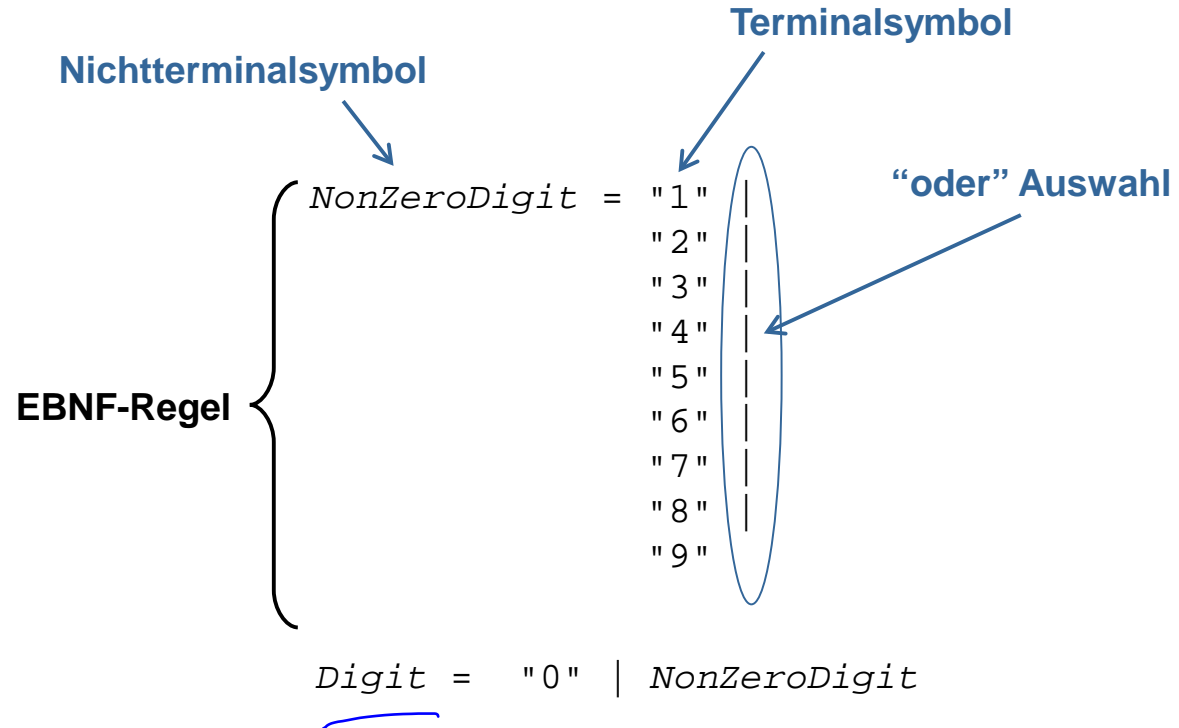 Terminalsymbol
Nichtterminalsymbol
“oder” Auswahl
NonZeroDigit = "1" |
"2" |
"3" |
"4" |
"5" |
EBNF-Regel
"6" |
"7" |
"8" |
"9"
Digit = "0" | NonZeroDigit